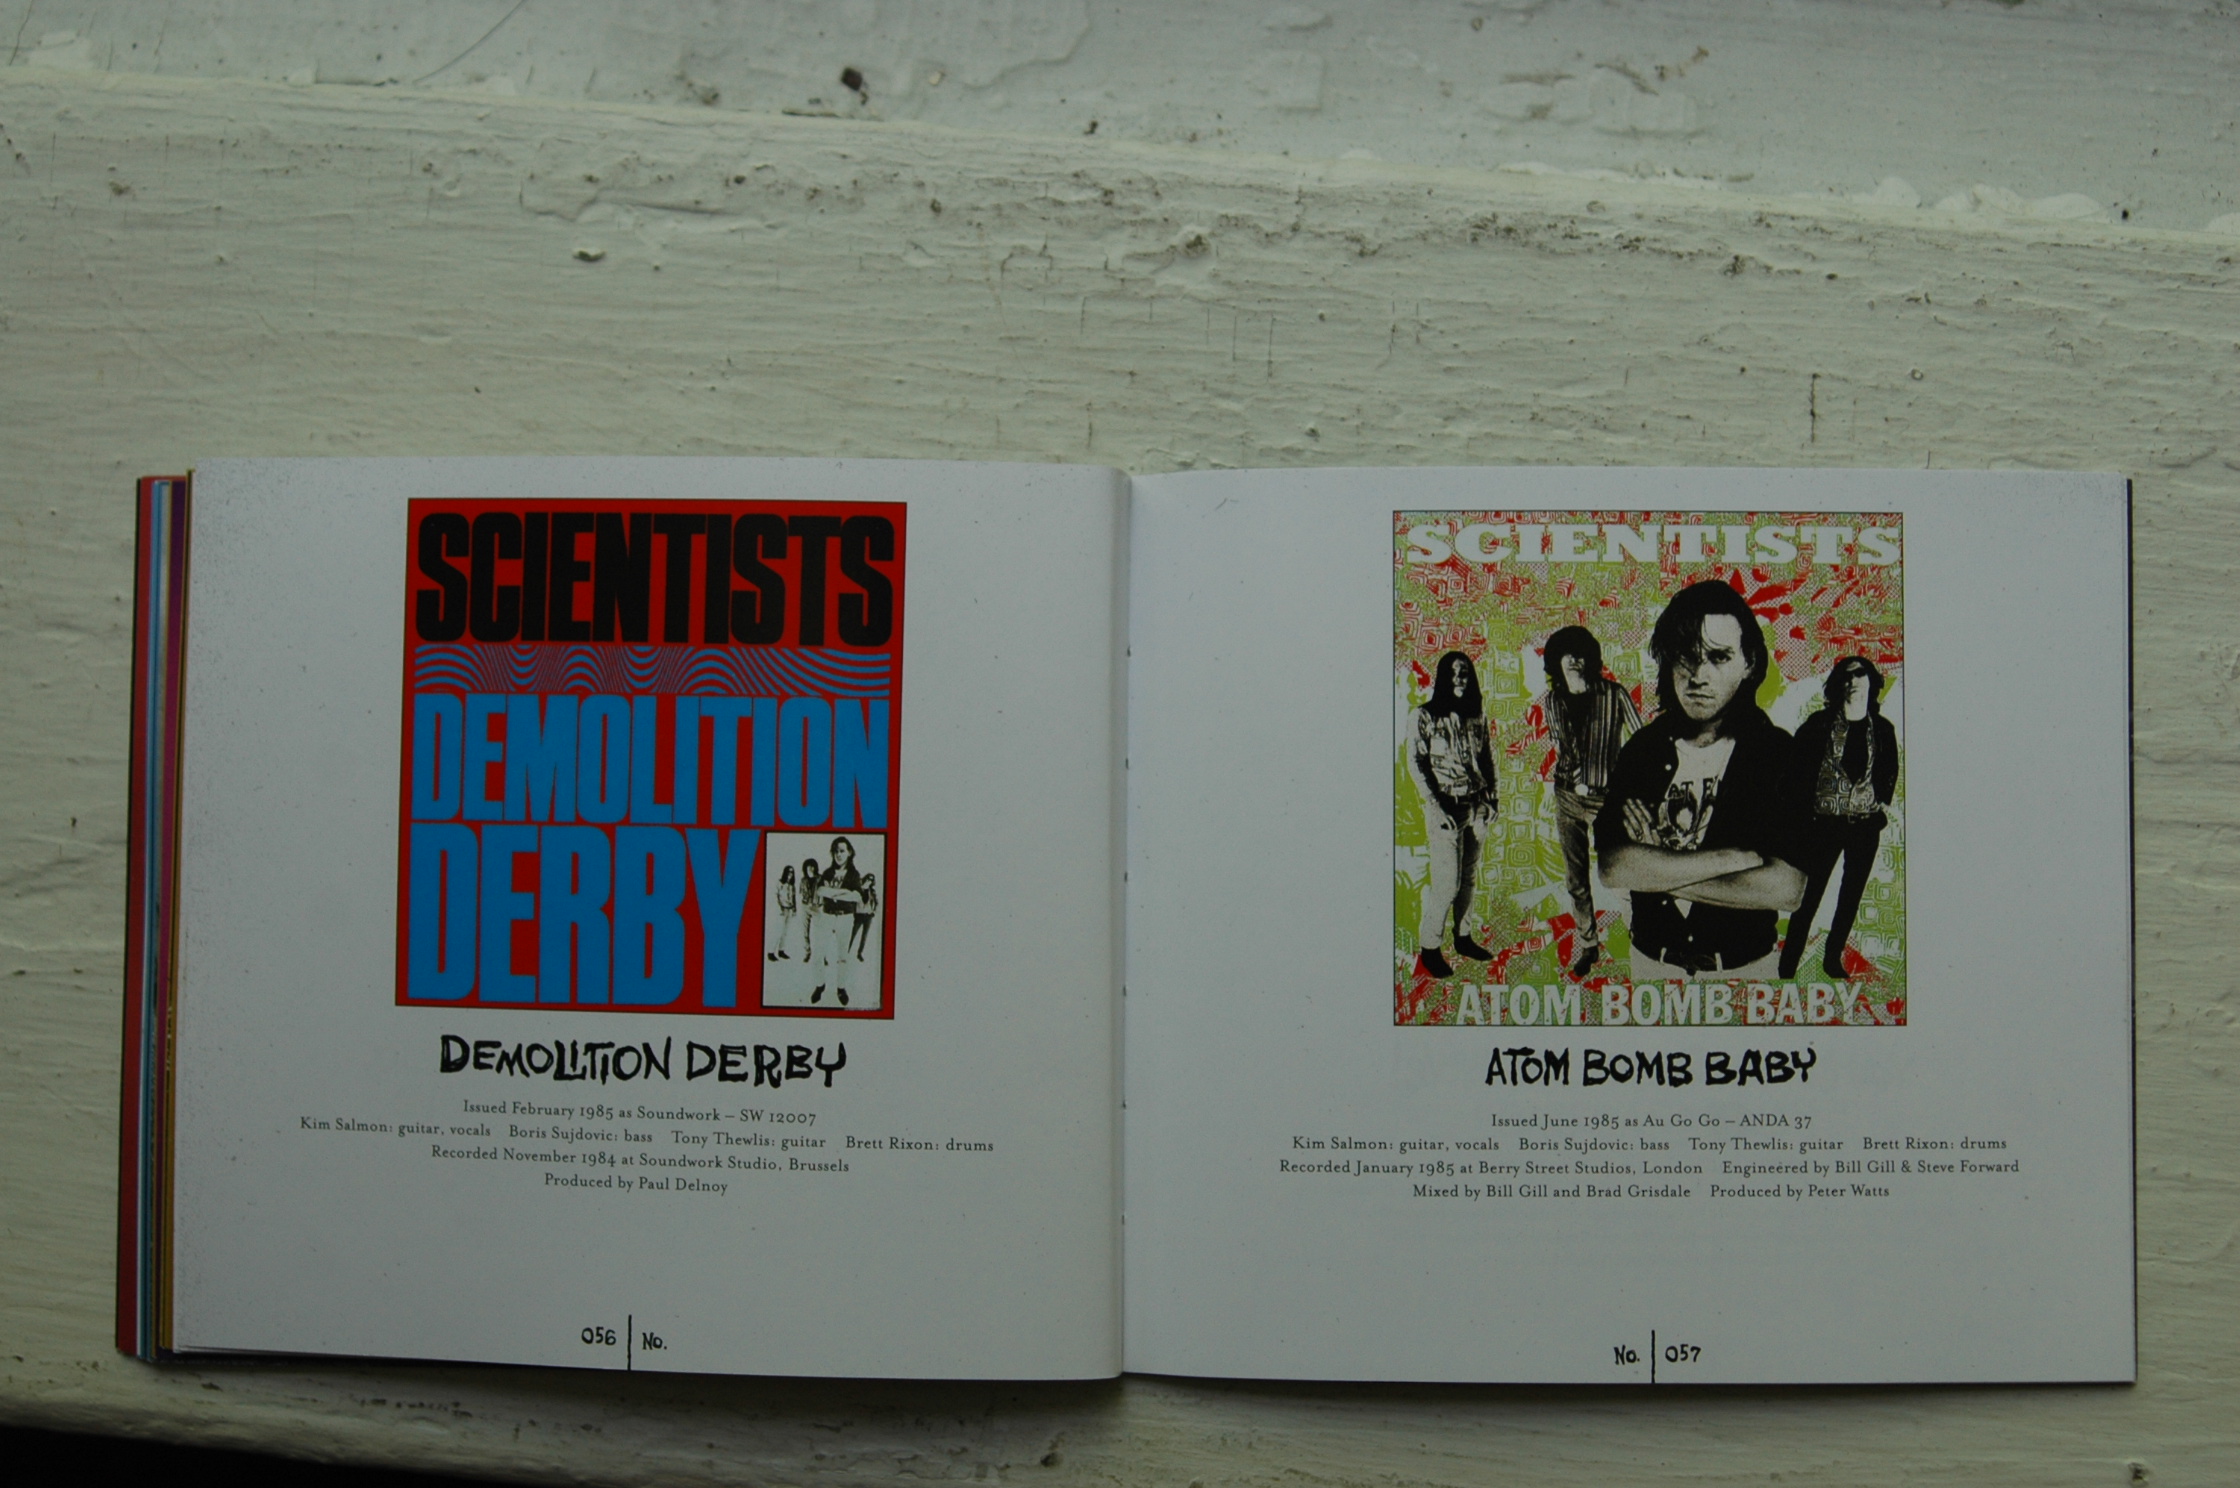 SCIENTISTS
DEMOLITION
DERBY
DEMOLITION DERBY
Issued February 1985 as Soundwork – SW 12007
Kim Salmon: guitar, vocals Boris Sujdovic: bass Tony Thewlis: guitar Brett Rixon: drums
Recorded November 1984 at Soundwork Studio, Brussels
Produced by Paul Delnoy
056 No.
SCIENTISTS
ATOM BOMB BABY
ATOM BOMB BABY
Issued June 1985 as Au Go Go – ANDA 37
Kim Salmon: guitar, vocals Boris Sujdovic: bass Tony Thewlis: guitar Brett Rixon: drums
Recorded January 1985 at Berry Street Studios, London Engineered by Bill Gill & Steve Forward
Mixed by Bill Gill and Brad Grisdale Produced by Peter Watts
No. 057